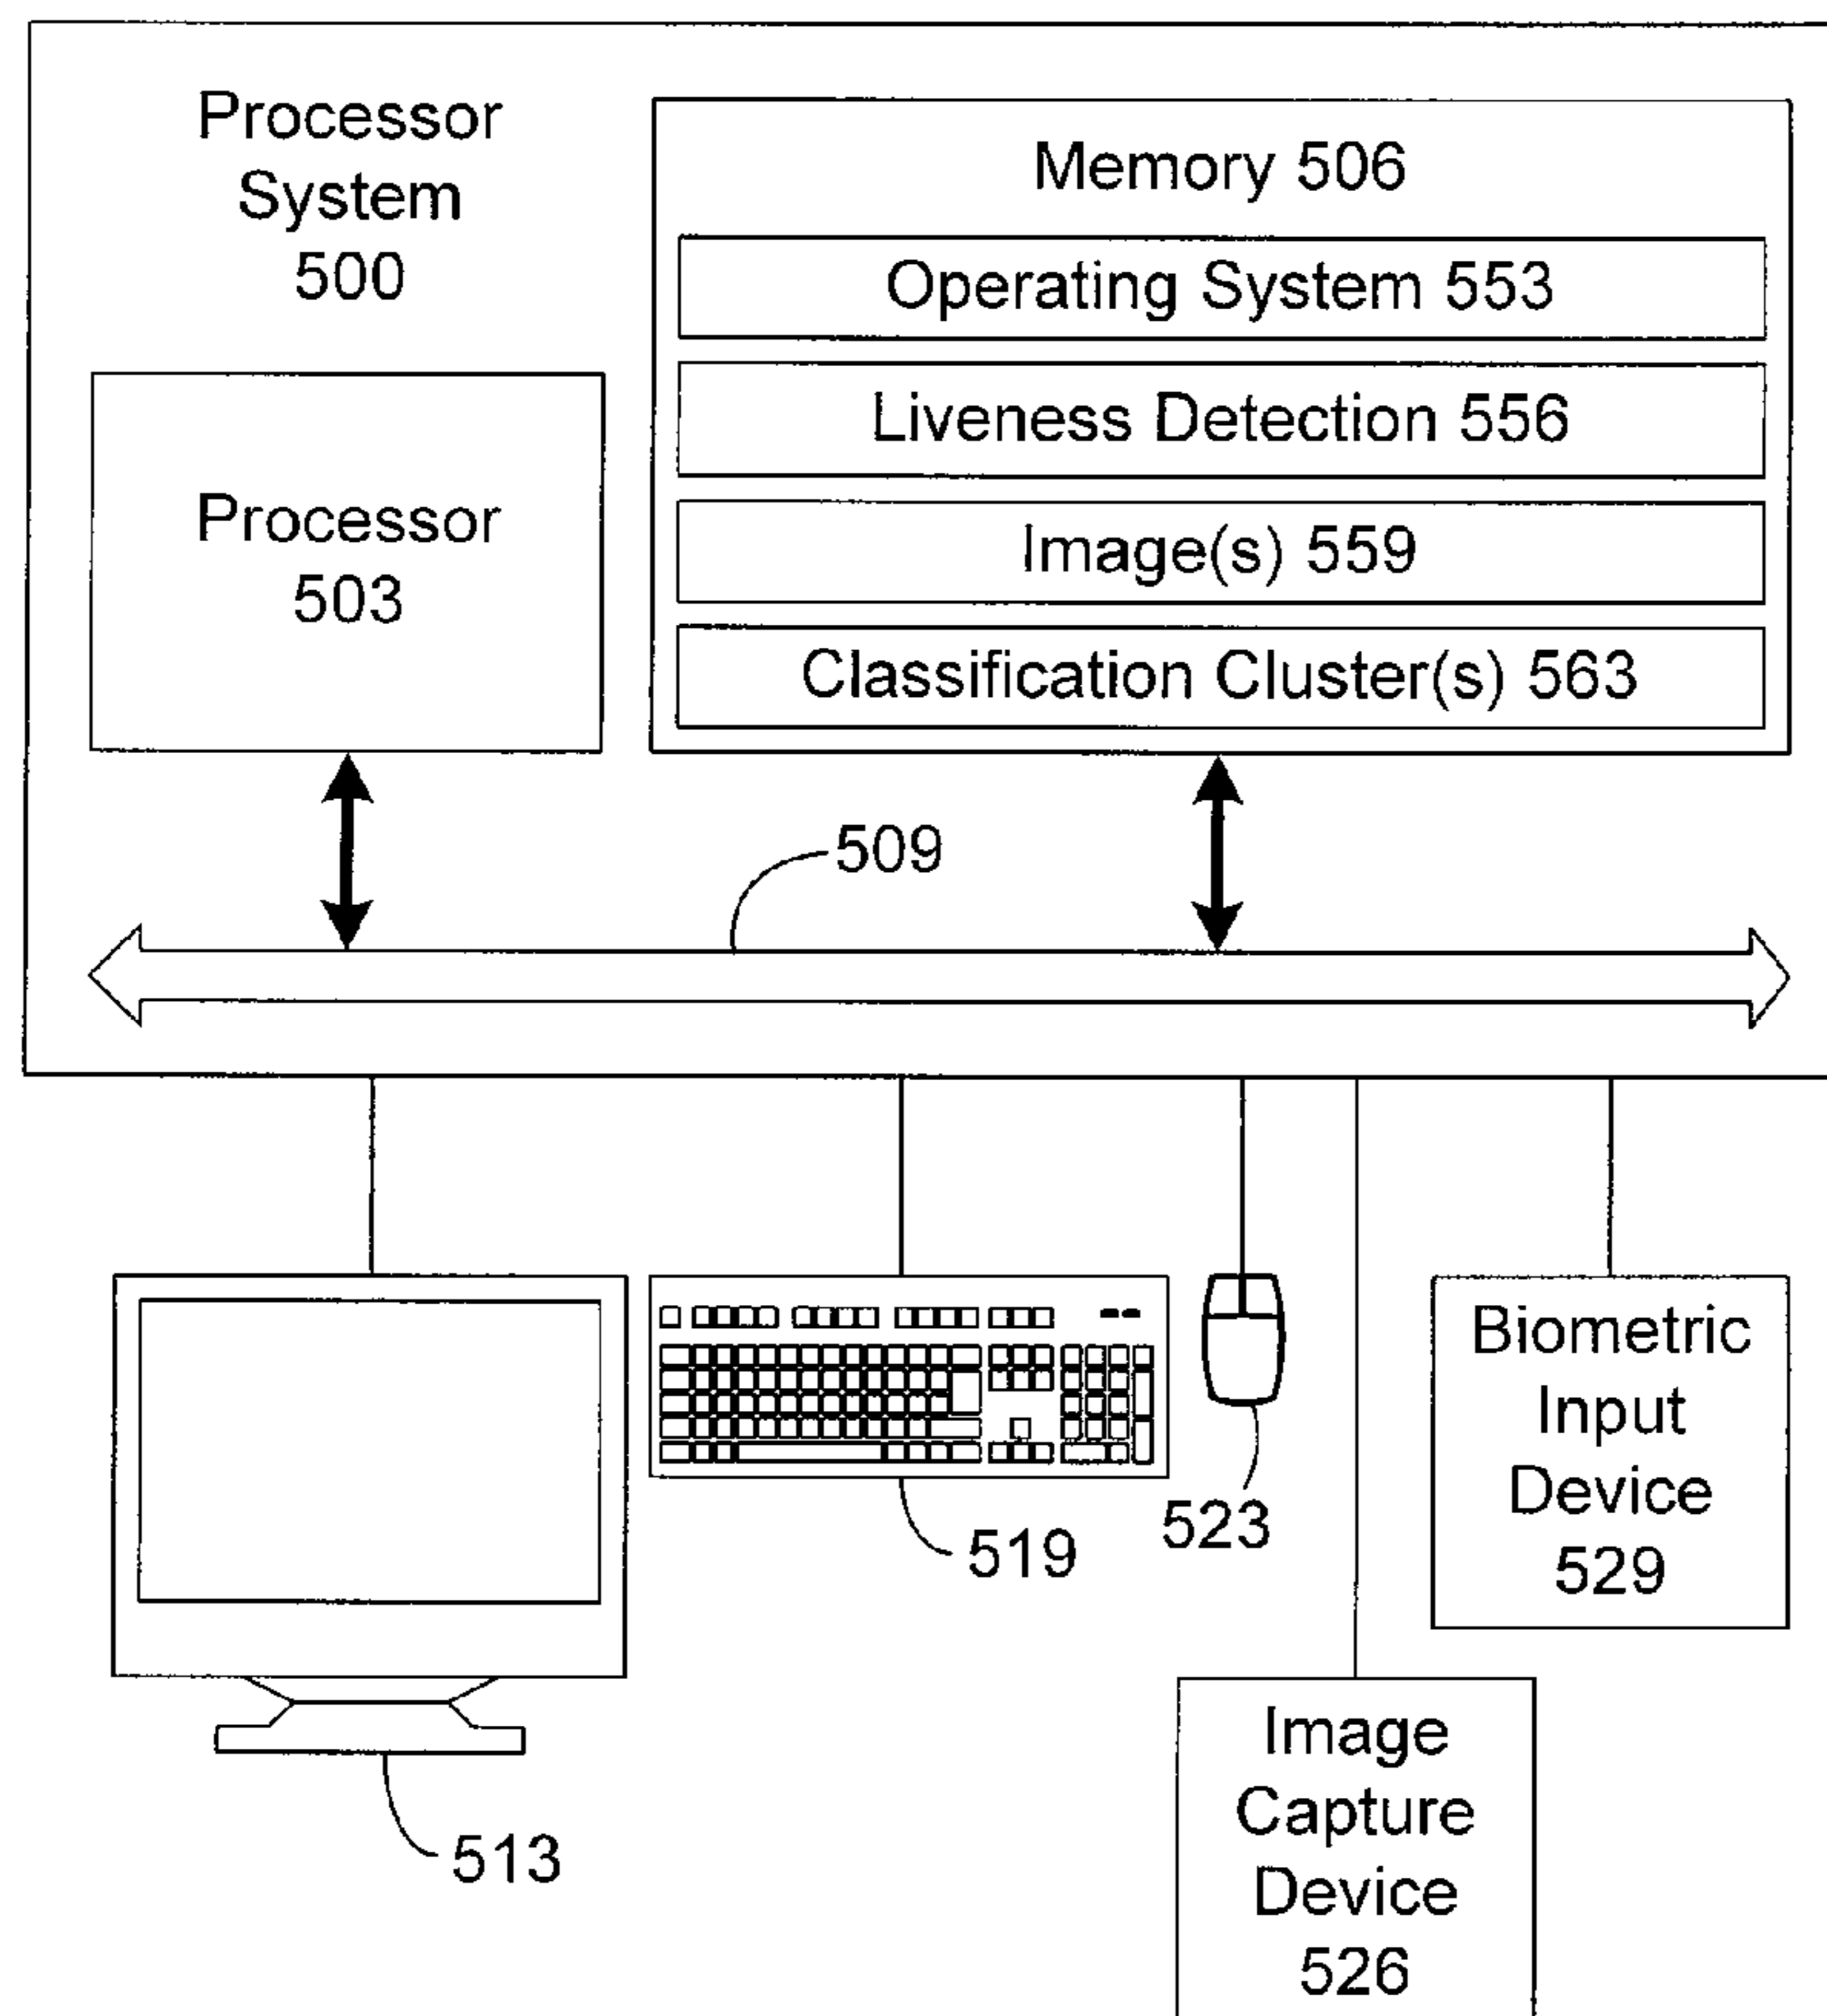 Processor
System
500
Memory 506
Operating System 553
Liveness Detection 556
Image(s) 559
Classification Cluster(s) 563
Processor
503
509
Biometric
Input
Device
529
519
523
Image
Capture
Device
526
513